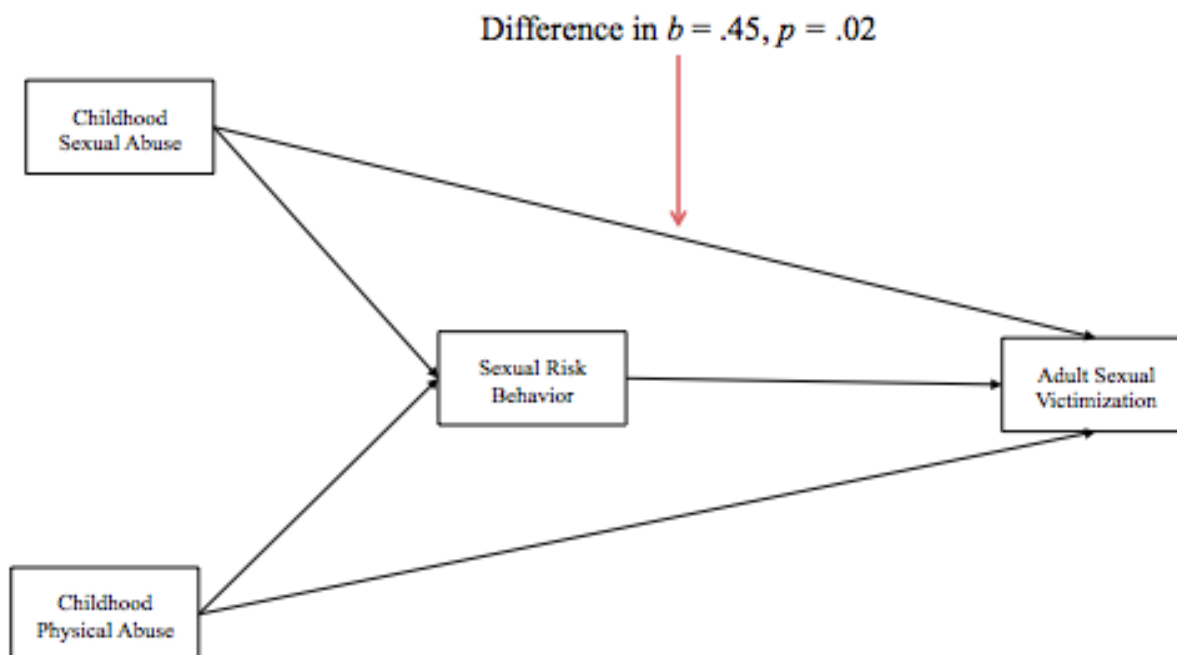 Difference in b = .45, p = .02
Childhood
Sexual Abuse
Sexual Risk
Behavior
Adult Sexual
Victimization
Childhood
Physical Abuse